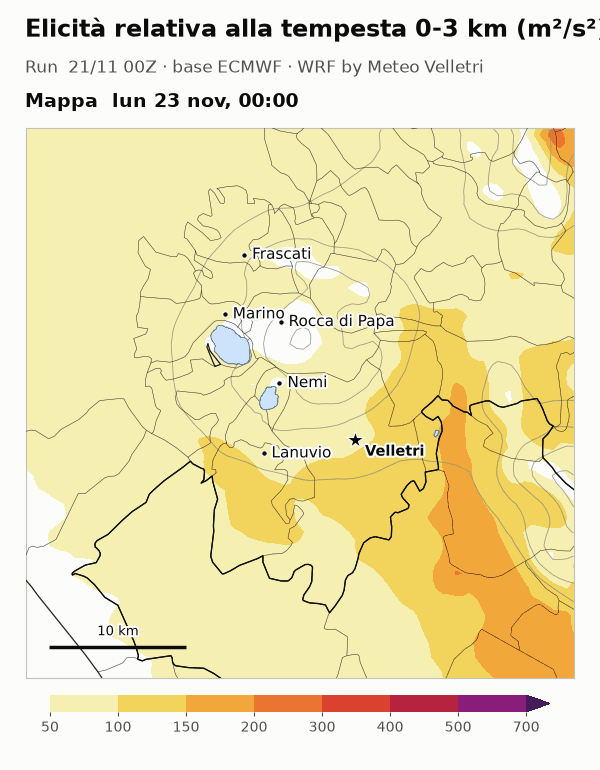 Elicità relativa alla tempesta 0-3 km (m²/s²)
Run  21/11 00Z · base ECMWF · WRF by Meteo Velletri
Mappa  lun 23 nov, 00:00
Frascati
Marino
Rocca di Papa
Nemi
Velletri
Lanuvio
10 km
50 100 150 200 300 400 500 700